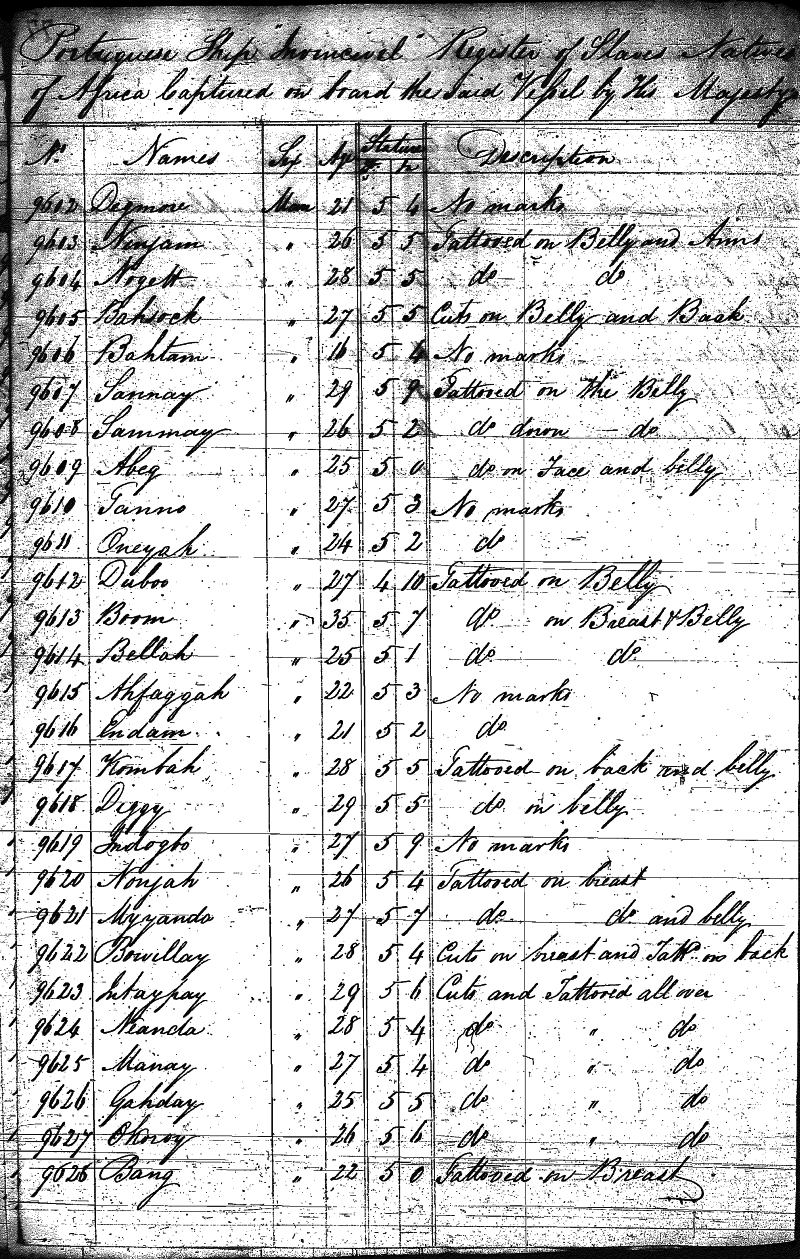 Portuguese Ship "Invincivel" Register of Slaves Natives
of Africa Captured on board the said Vessel by His Majesty's
No. Names Sex Age Stature Description
Ft In
9602 Degmore Man 21 5 4 No marks
9603 Ninjam " 26 5 5 Tattooed on Belly and Arms
9604 Nogett " 28 5 5 do do
9605 Bahsock " 27 5 5 Cuts on Belly and Back
9606 Bahtam " 16 5 4 No marks
9607 Sannay " 29 5 9 Tattooed on the Belly
9608 Sammay " 26 5 2 do down do
9609 Abeg " 25 5 0 do on Face and belly
9610 Tanno " 27 5 3 No marks
9611 Oneyah " 24 5 2 do
9612 Duboo " 27 4 10 Tattooed on Belly
9613 Boom " 35 5 7 do on Breast & Belly
9614 Bellah " 25 5 1 do do
9615 Ahfaggah " 22 5 3 No marks
9616 Endam " 21 5 2 do
9617 Kombah " 28 5 5 Tattooed on back and belly
9618 Deggy " 29 5 5 do on belly
9619 Indogbo " 27 5 9 No marks
9620 Nonjah " 26 5 4 Tattooed on breast
9621 Myyanda " 27 5 7 do do and belly
9622 Bowillay " 28 5 4 Cuts on breast and Tattd on back
9623 Intaypay " 29 5 6 Cuts and Tattooed all over
9624 Neanda " 28 5 4 do " do
9625 Manay " 27 5 4 do " do
9626 Gahday " 25 5 5 do " do
9627 Okoroy " 26 5 6 do " do
9628 Bang " 22 5 0 Tattooed on Breast